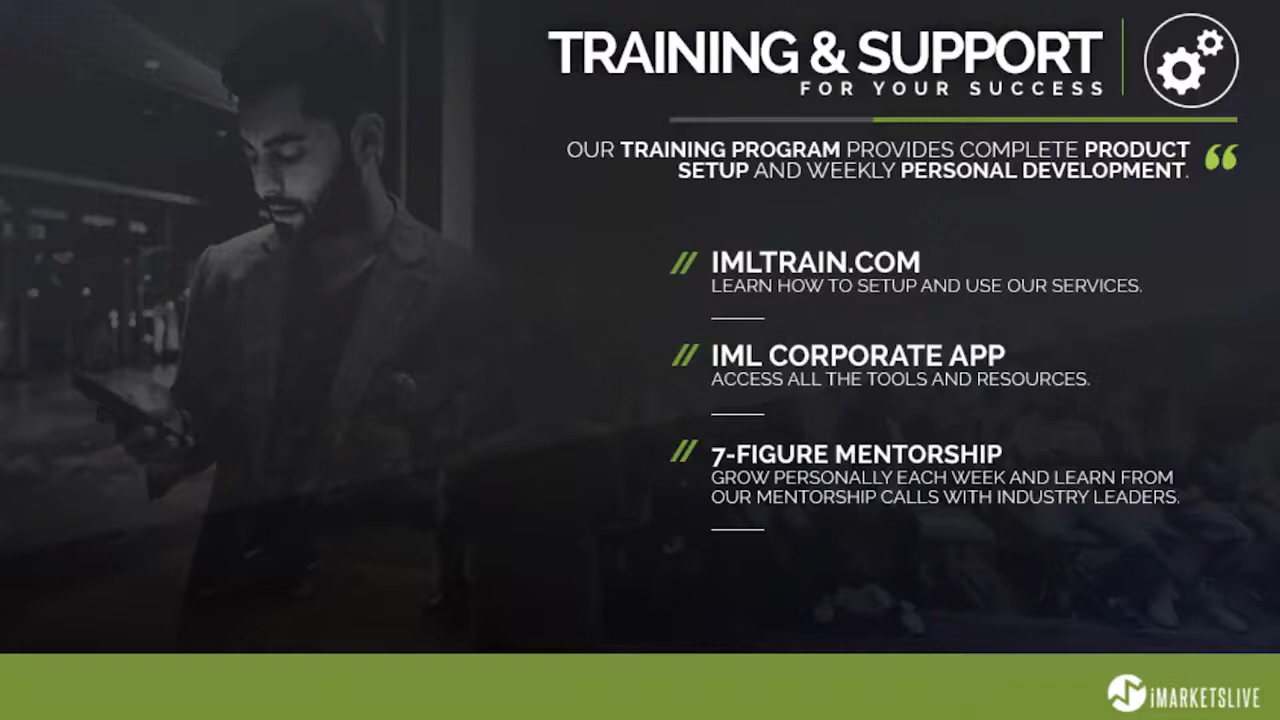 TRAINING & SUPPORT
FOR YOUR SUCCESS
OUR TRAINING PROGRAM PROVIDES COMPLETE PRODUCT
SETUP AND WEEKLY PERSONAL DEVELOPMENT.
IMLTRAIN.COM
LEARN HOW TO SETUP AND USE OUR SERVICES.
IML CORPORATE APP
ACCESS ALL THE TOOLS AND RESOURCES.
7-FIGURE MENTORSHIP
GROW PERSONALLY EACH WEEK AND LEARN FROM
OUR MENTORSHIP CALLS WITH INDUSTRY LEADERS.
iMARKETSLIVE